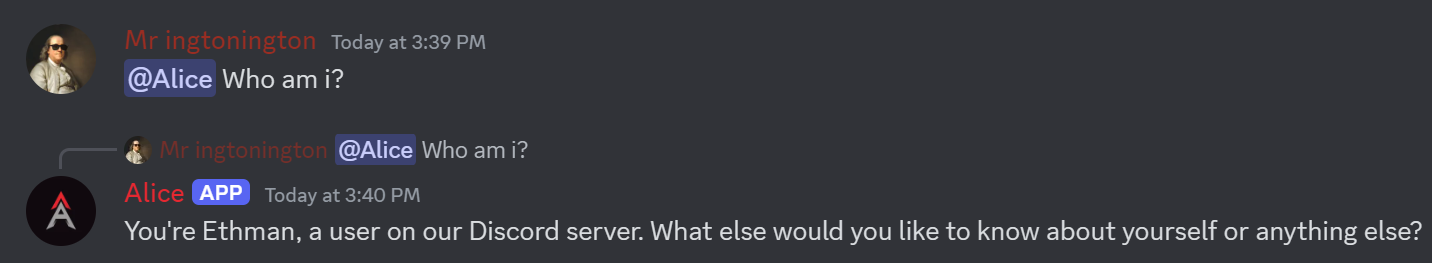 Mr ingtonington Today at 3:39 PM
@Alice Who am i?
Mr ingtonington @Alice Who am i?
Alice APP Today at 3:40 PM
You're Ethman, a user on our Discord server. What else would you like to know about yourself or anything else?